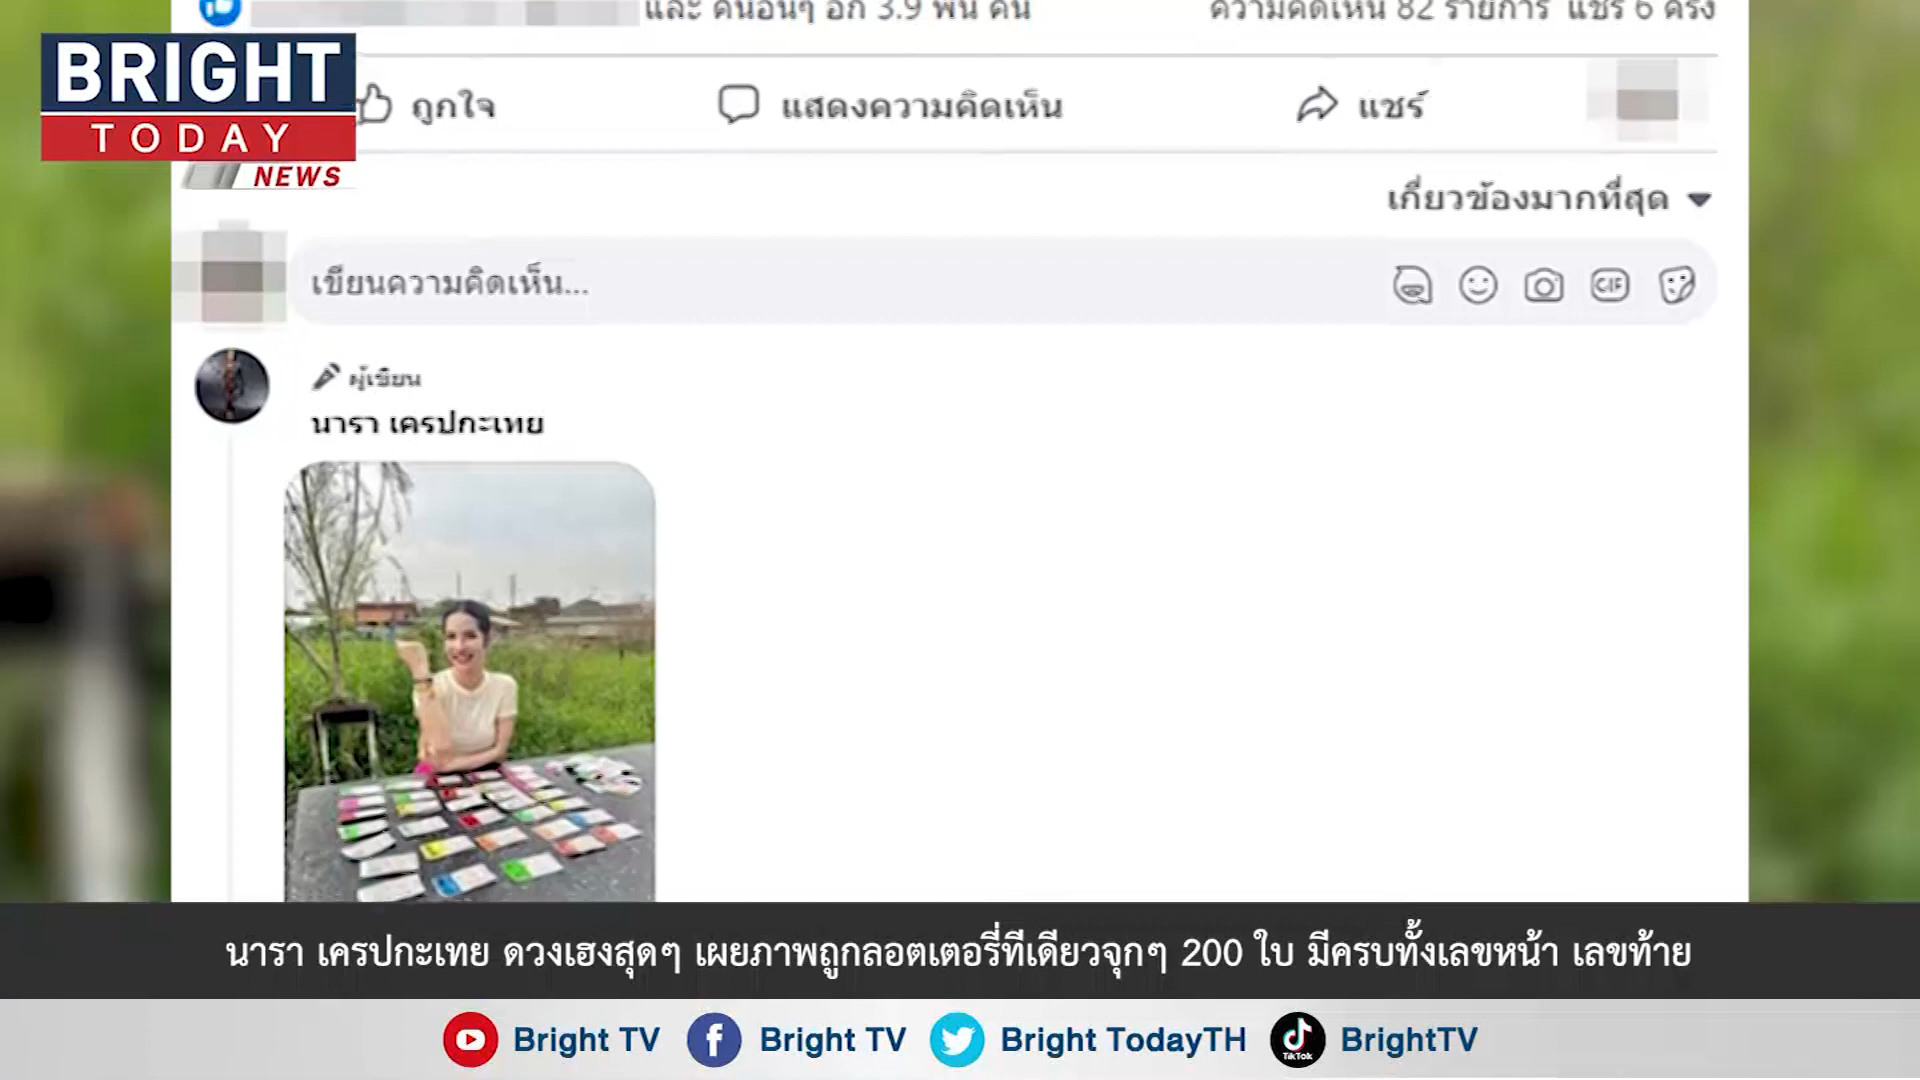 และ คนอื่นๆ อีก 3.9 พัน คน
ความคิดเห็น 82 รายการ แชร์ 6 ครั้ง
BRIGHT
TODAY
NEWS
ถูกใจ
แสดงความคิดเห็น
แชร์
เกี่ยวข้องมากที่สุด
เขียนความคิดเห็น...
GIF
ผู้เขียน
นารา เครปกะเทย
นารา เครปกะเทย ดวงเฮงสุดๆ เผยภาพถูกลอตเตอรี่ทีเดียวจุกๆ 200 ใบ มีครบทั้งเลขหน้า เลขท้าย
Bright TV
Bright TV
Bright TodayTH
TikTok
BrightTV